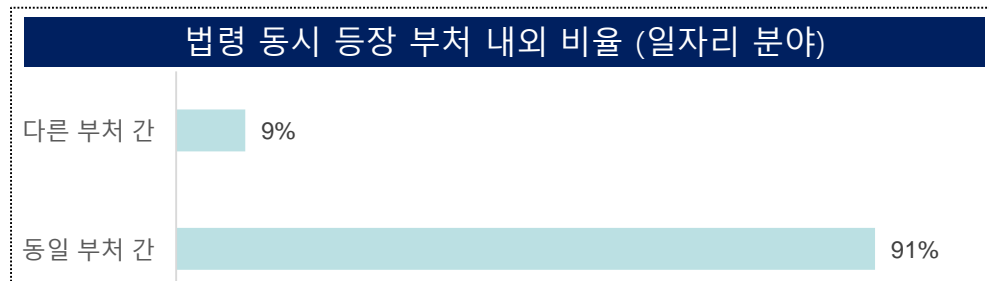 법령 동시 등장 부처 내외 비율 (일자리 분야)
다른 부처 간 9%
동일 부처 간 91%